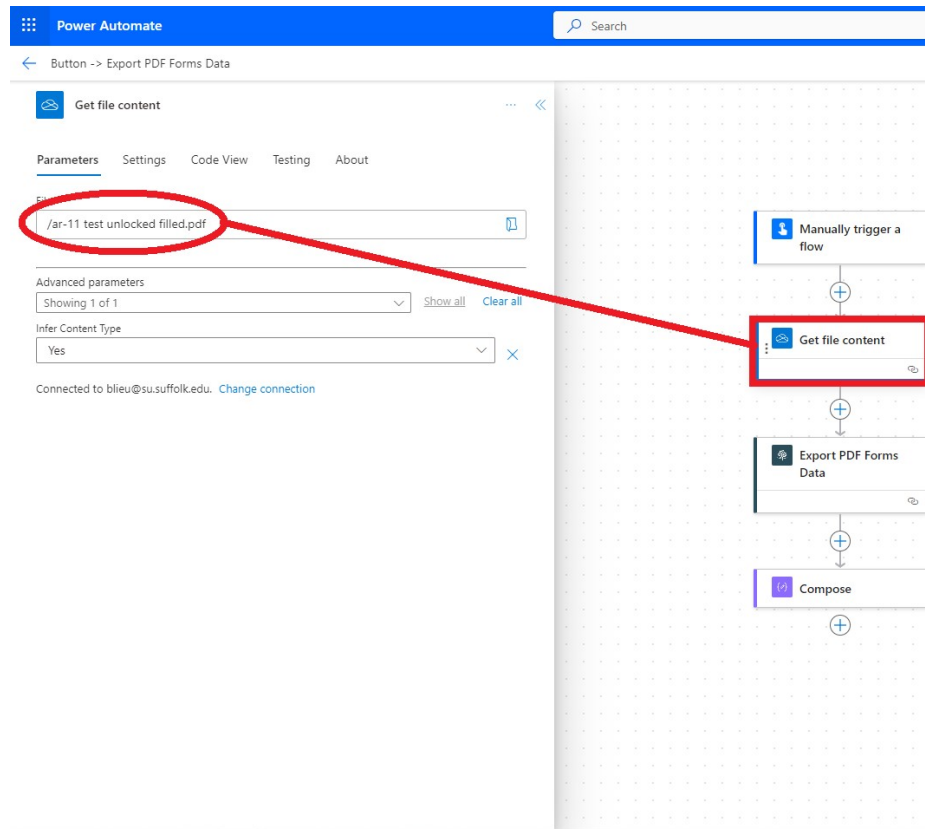 Power Automate
Search
Button -> Export PDF Forms Data
Get file content
Parameters Settings Code View Testing About
/ar-11 test unlocked filled.pdf
Advanced parameters
Showing 1 of 1 Show all Clear all
Infer Content Type
Yes
Connected to blieu@su.suffolk.edu. Change connection
Manually trigger a
flow
Get file content
Export PDF Forms
Data
Compose